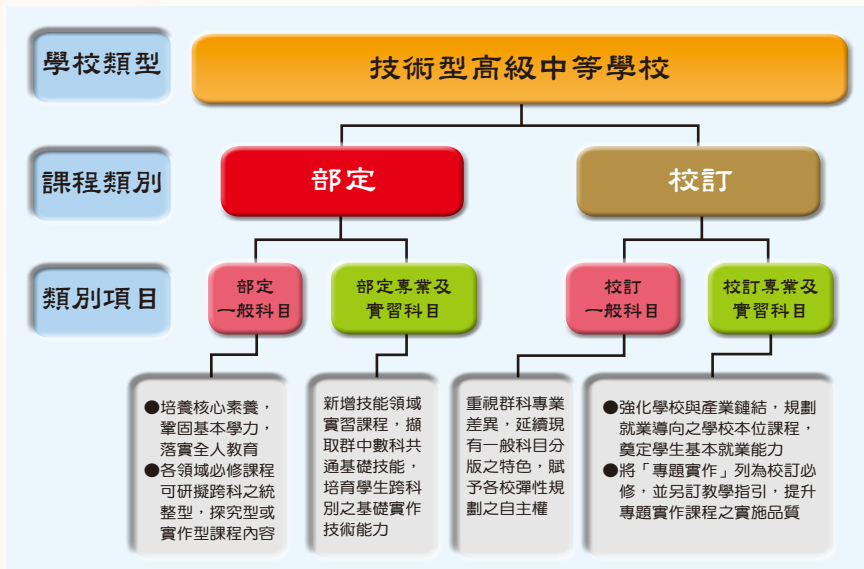 學校類型
技術型高級中等學校
課程類別
部定
校訂
類別項目
部定
一般科目
部定專業及
實習科目
校訂
一般科目
校訂專業及
實習科目
●培養核心素養，
鞏固基本學力，
落實全人教育
●各領域必修課程
可研擬跨科之統
整型，探究型或
實作型課程內容
新增技能領域
實習課程，擷
取群中數科共
通基礎技能，
培育學生跨科
別之基礎實作
技術能力
重視群科專業
差異，延續現
有一般科目分
版之特色，賦
予各校彈性規
劃之自主權
●強化學校與產業鏈結，規劃
就業導向之學校本位課程，
奠定學生基本就業能力
●將「專題實作」列為校訂必
修，並另訂教學指引，提升
專題實作課程之實施品質